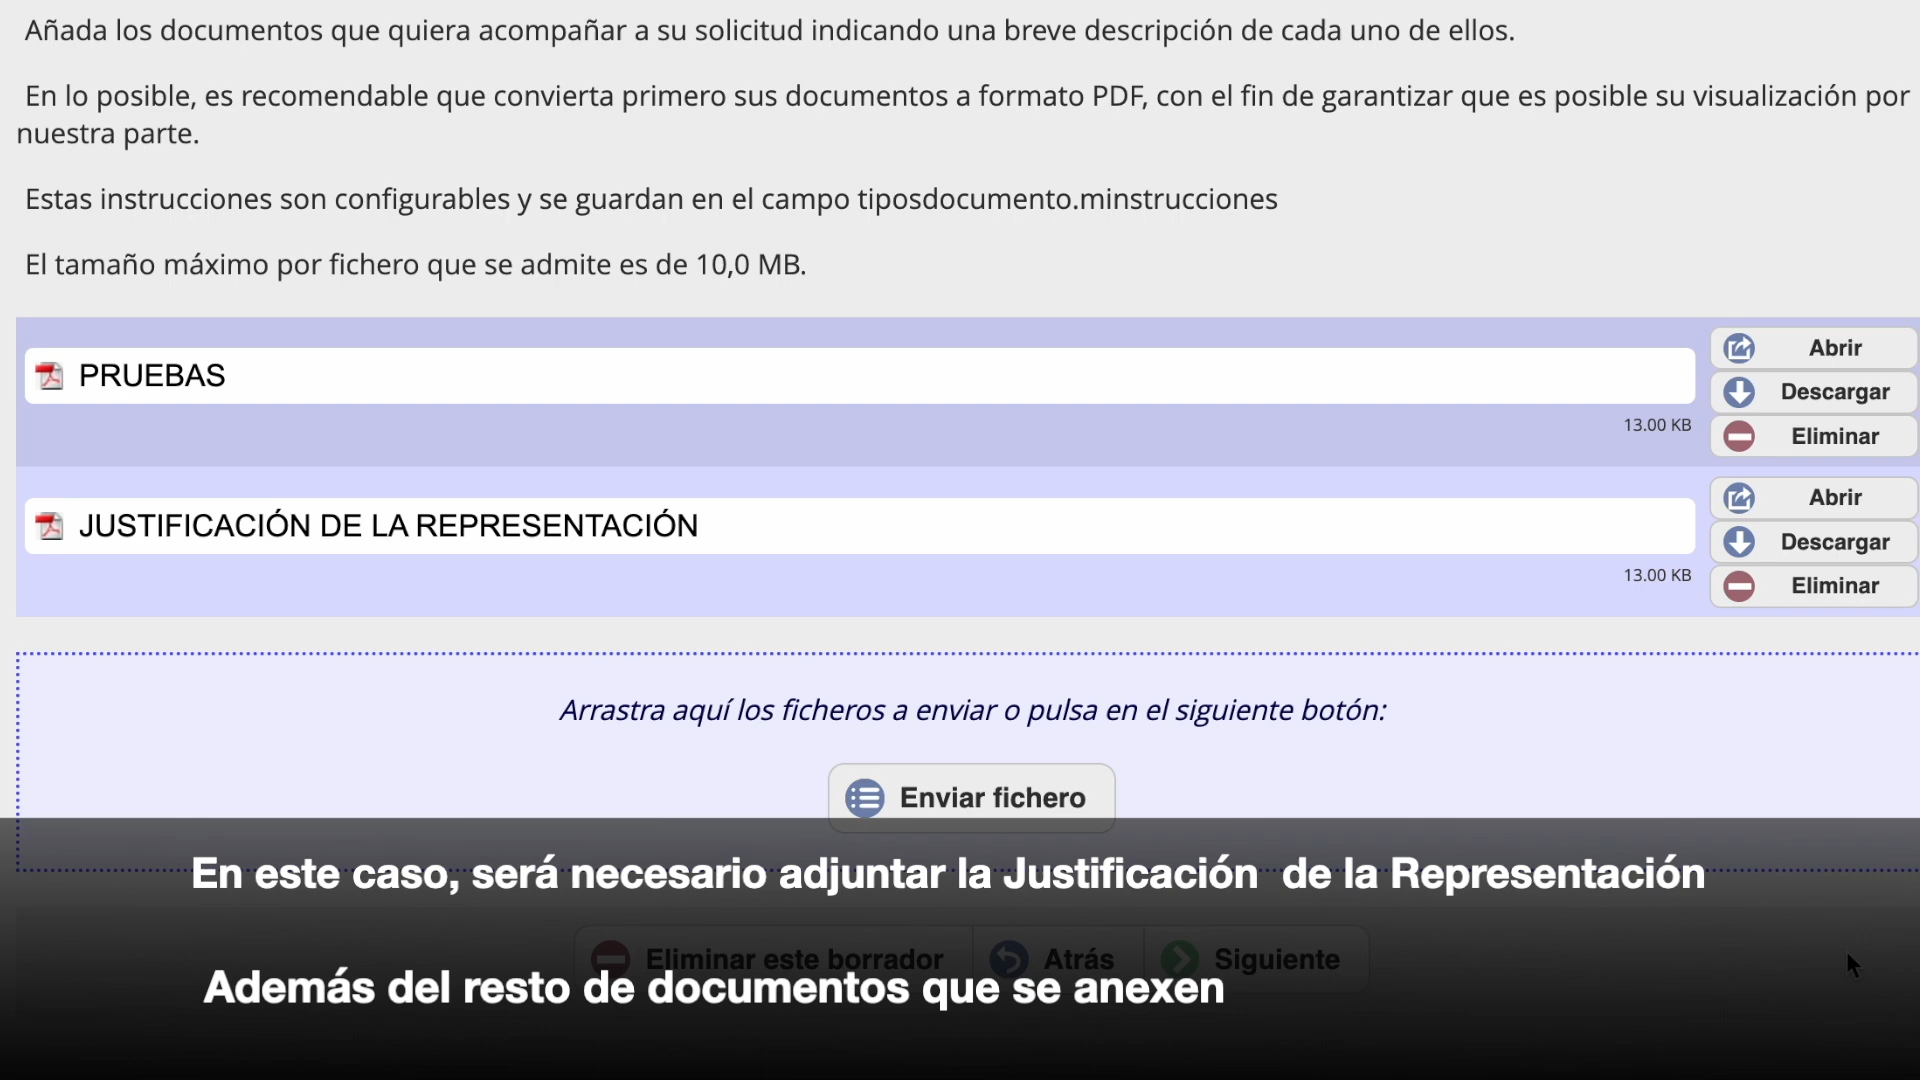 Añada los documentos que quiera acompañar a su solicitud indicando una breve descripción de cada uno de ellos.
En lo posible, es recomendable que convierta primero sus documentos a formato PDF, con el fin de garantizar que es posible su visualización por
nuestra parte.
Estas instrucciones son configurables y se guardan en el campo tiposdocumento.minstrucciones
El tamaño máximo por fichero que se admite es de 10,0 MB.
PRUEBAS
13.00 KB
Abrir
Descargar
Eliminar
JUSTIFICACIÓN DE LA REPRESENTACIÓN
13.00 KB
Abrir
Descargar
Eliminar
Arrastra aquí los ficheros a enviar o pulsa en el siguiente botón:
Enviar fichero
En este caso, será necesario adjuntar la Justificación de la Representación
Eliminar este borrador Atrás Siguiente
Además del resto de documentos que se anexen